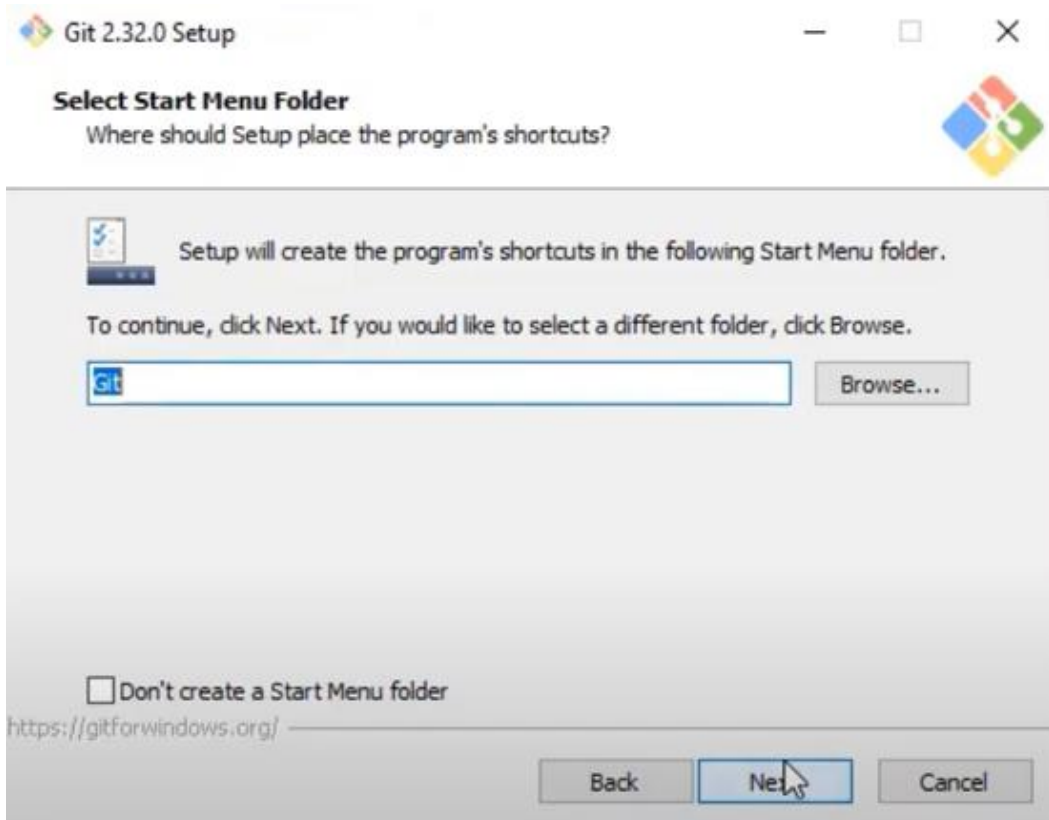 Git 2.32.0 Setup
Select Start Menu Folder
Where should Setup place the program's shortcuts?
Setup will create the program's shortcuts in the following Start Menu folder.
To continue, click Next. If you would like to select a different folder, click Browse.
Git
Browse...
Don't create a Start Menu folder
https://gitforwindows.org/
Back
Next
Cancel